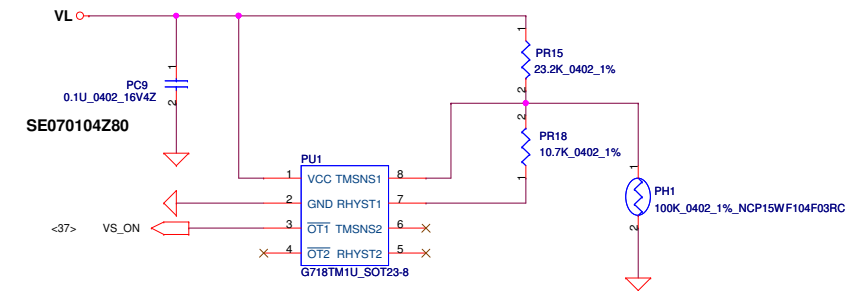 VL
1
PR15
23.2K_0402_1%
2
1
PC9
0.1U_0402_16V4Z
2
SE070104Z80
2
PR18
10.7K_0402_1%
1
PU1
1 VCC TMSNS1 8
2 GND RHYST1 7
<37> VS_ON 3 OT1 TMSNS2 6
4 OT2 RHYST2 5
G718TM1U_SOT23-8
1
PH1
100K_0402_1%_NCP15WF104F03RC
2